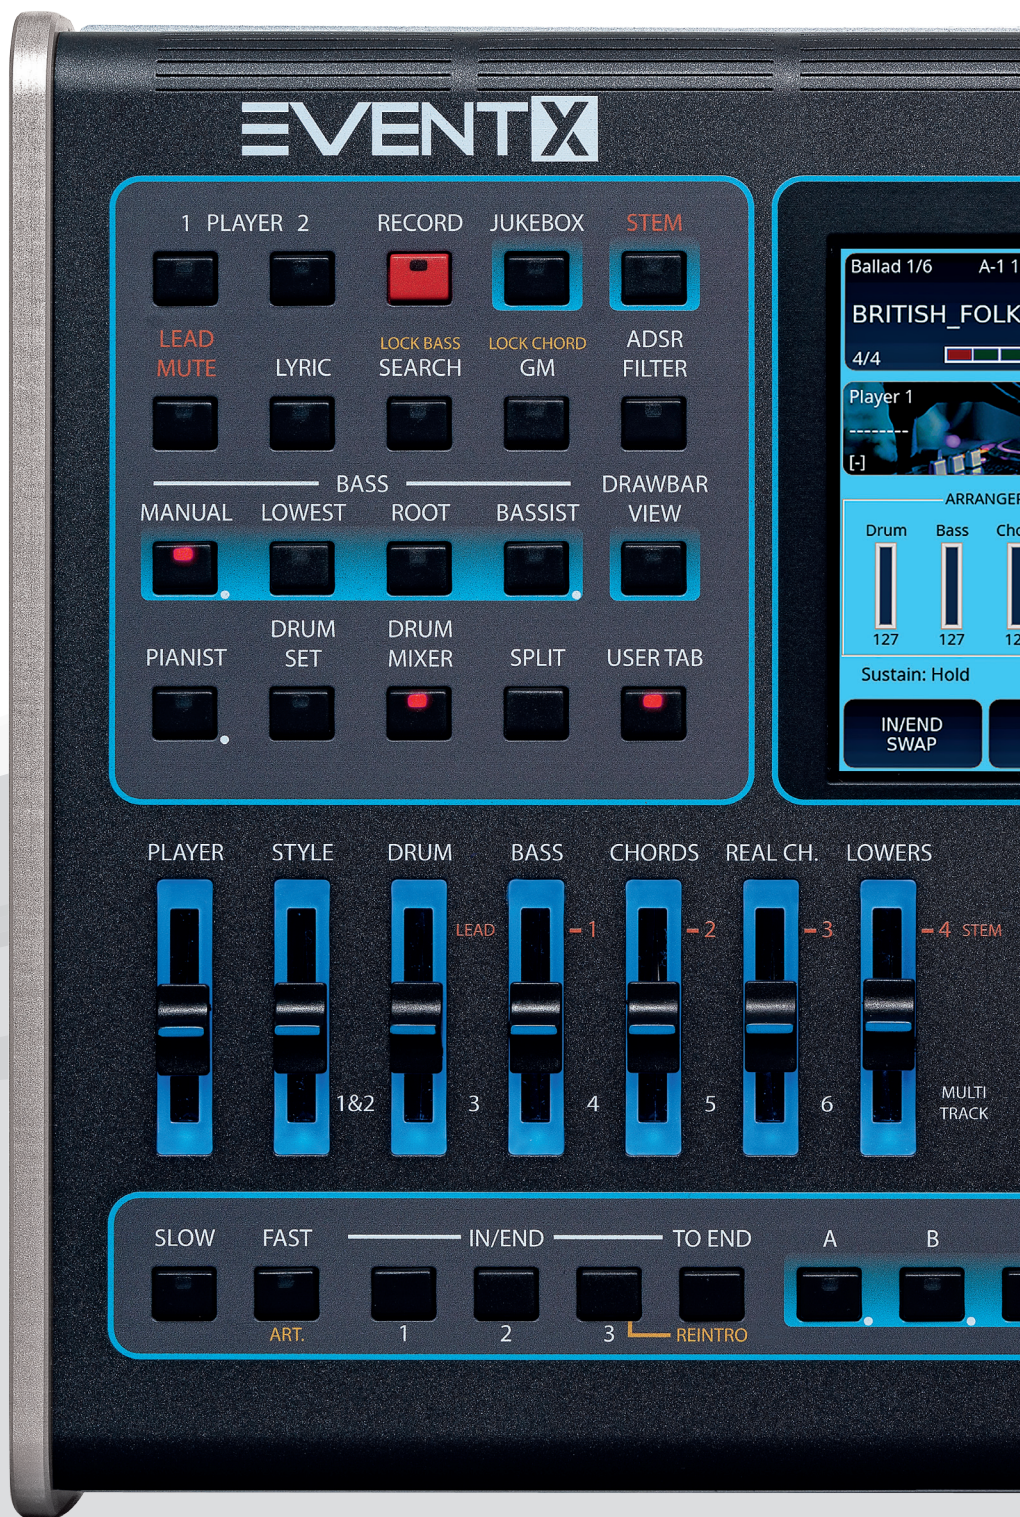 EVENT X
1 PLAYER 2 RECORD JUKEBOX STEM
LEAD
MUTE
LYRIC
LOCK BASS
SEARCH
LOCK CHORD
GM
ADSR
FILTER
BASS
MANUAL LOWEST ROOT BASSIST
DRAWBAR
VIEW
PIANIST
DRUM
SET
DRUM
MIXER
SPLIT
USER TAB
Ballad 1/6 A-1 1
BRITISH_FOLK
4/4
Player 1
--------
[-]
ARRANGER
Drum Bass
127 127
Sustain: Hold
IN/END
SWAP
PLAYER STYLE DRUM BASS CHORDS REAL CH. LOWERS
LEAD -1 -2 -3 -4 STEM
1&2 3 4 5 6
MULTI
TRACK
SLOW FAST IN/END TO END A B
ART. 1 2 3 REINTRO